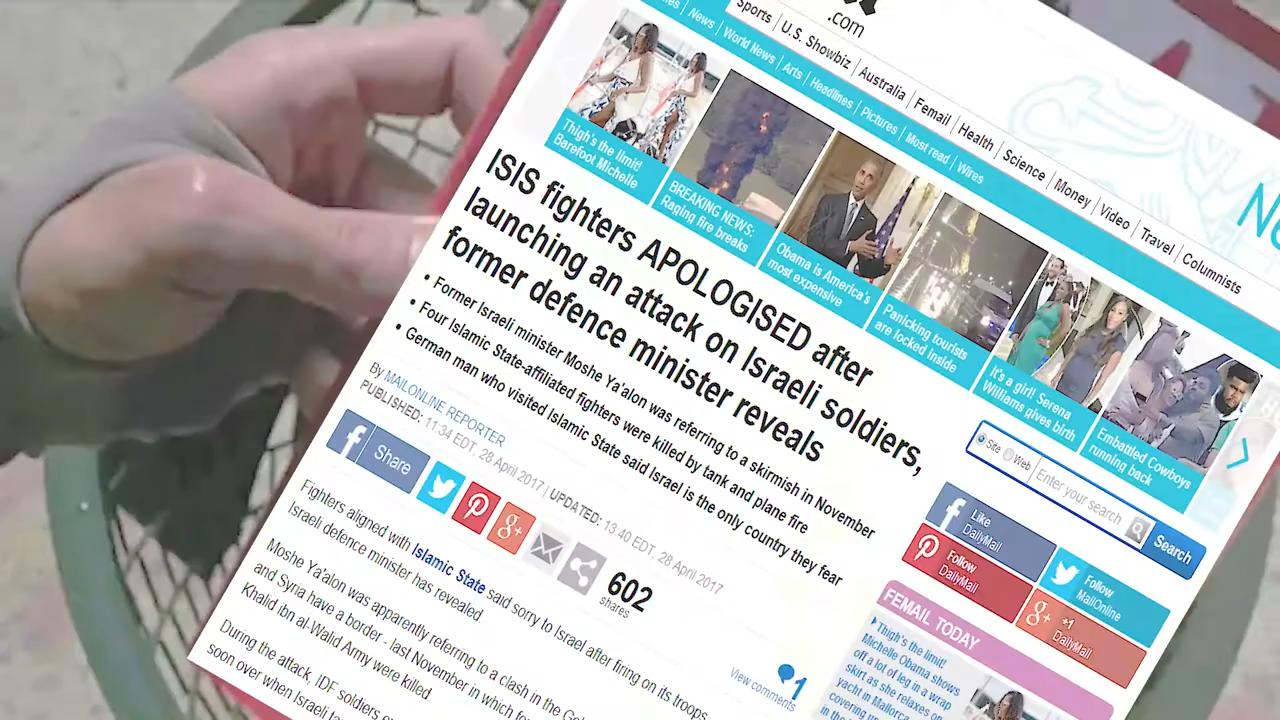 .com
News
World News
Arts
Headlines
Pictures
Most read
Wires
Sports
U.S. Showbiz
Australia
Femail
Health
Science
Money
Video
Travel
Columnists
Thigh's the limit!
Barefoot Michelle
BREAKING NEWS:
Raging fire breaks
Obama is America's
most expensive
Panicking tourists
are locked inside
It's a girl! Serena
Williams gives birth
Embattled Cowboys
running back
ISIS fighters APOLOGISED after
launching an attack on Israeli soldiers,
former defence minister reveals
• Former Israeli minister Moshe Ya'alon was referring to a skirmish in November
• Four Islamic State-affiliated fighters were killed by tank and plane fire
• German man who visited Islamic State said Israel is the only country they fear
By MAILONLINE REPORTER
PUBLISHED: 11:34 EDT, 28 April 2017 | UPDATED: 13:40 EDT, 28 April 2017
Share
602
shares
Fighters aligned with Islamic State said sorry to Israel after firing on its troops,
Israeli defence minister has revealed
Moshe Ya'alon was apparently referring to a clash in the
and Syria have a border - last November in which
Khalid ibn al-Walid Army were killed
During the attack, IDF soldiers
soon over when Israeli
1
View comments
Site
Web
Enter your search
Search
Like
DailyMail
Follow
DailyMail
Follow
MailOnline
+1
DailyMail
FEMAIL TODAY
Thigh's the limit!
Michelle Obama shows
off a lot of leg in a wrap
skirt as she relaxes on
yacht in Mallorca
covering up
in the